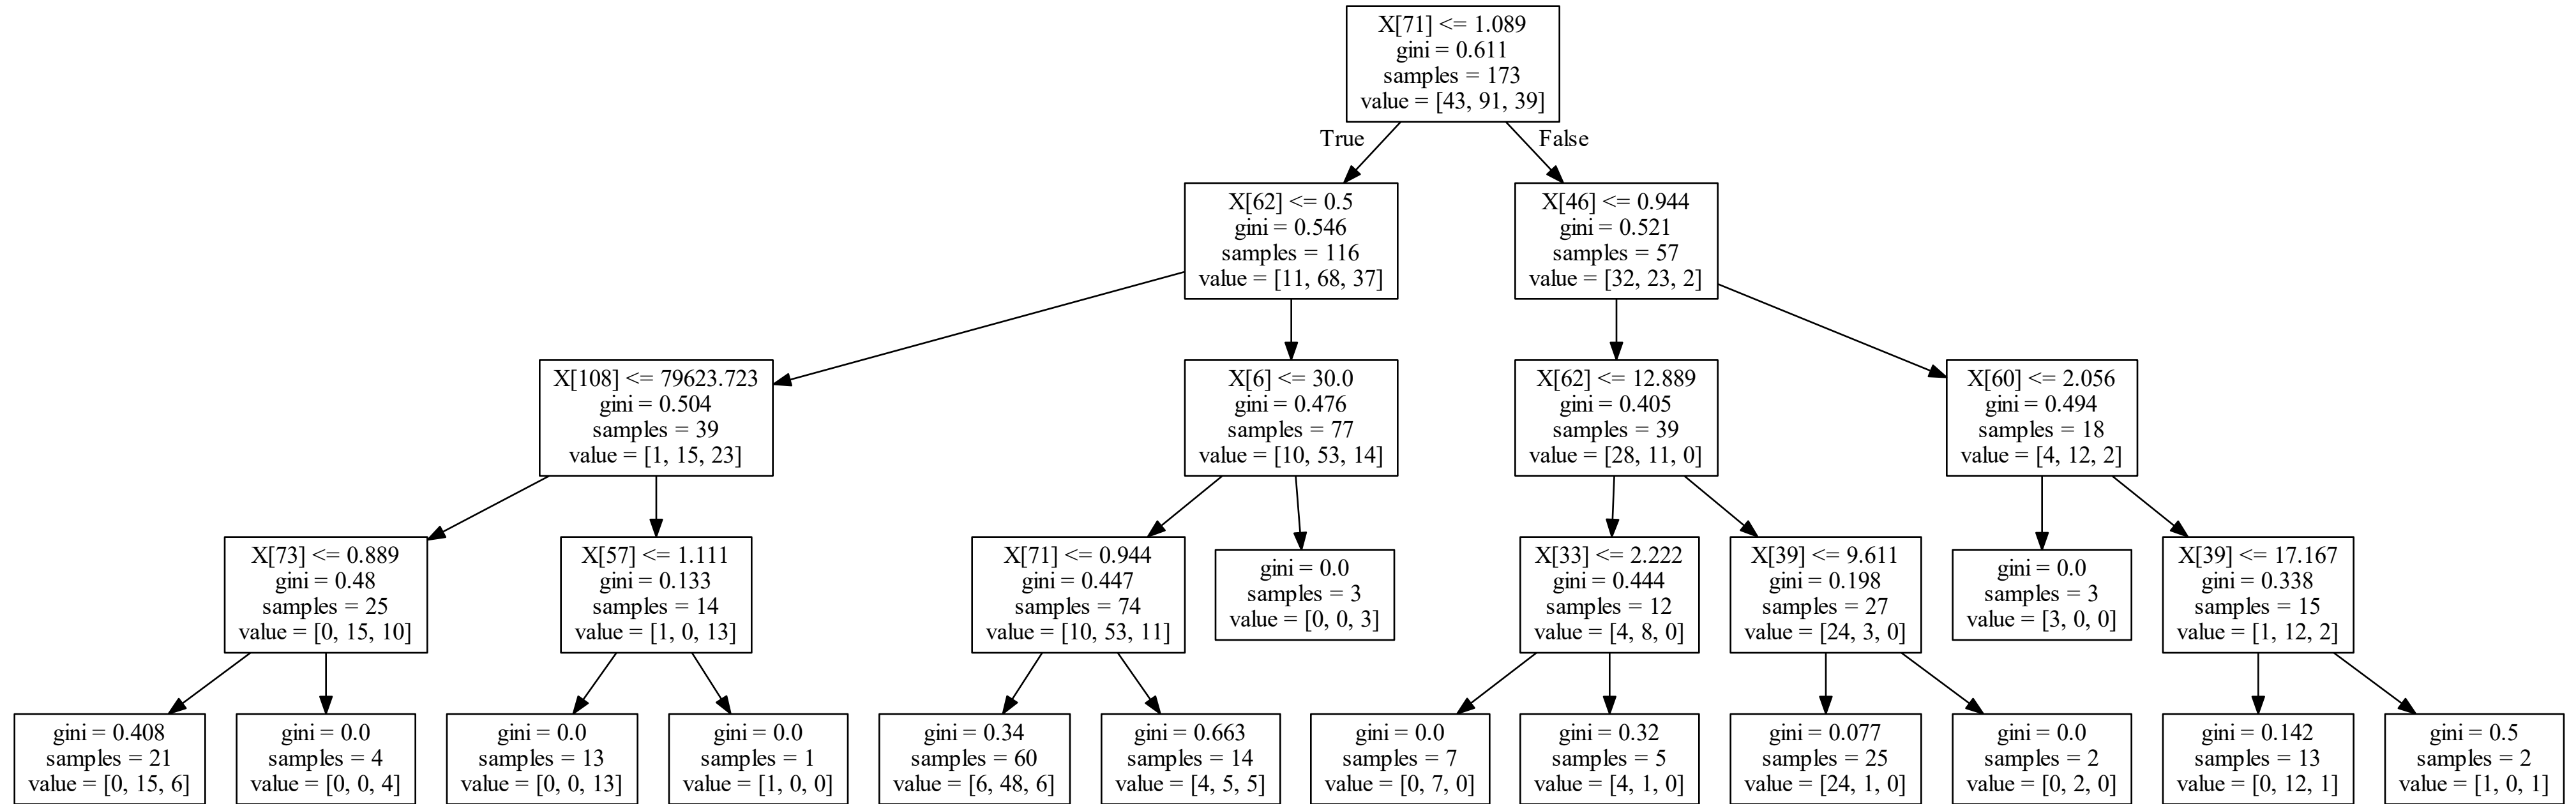 X[71] <= 1.089
gini = 0.611
samples = 173
value = [43, 91, 39]
True
False
X[62] <= 0.5
gini = 0.546
samples = 116
value = [11, 68, 37]
X[46] <= 0.944
gini = 0.521
samples = 57
value = [32, 23, 2]
X[108] <= 79623.723
gini = 0.504
samples = 39
value = [1, 15, 23]
X[6] <= 30.0
gini = 0.476
samples = 77
value = [10, 53, 14]
X[62] <= 12.889
gini = 0.405
samples = 39
value = [28, 11, 0]
X[60] <= 2.056
gini = 0.494
samples = 18
value = [4, 12, 2]
X[73] <= 0.889
gini = 0.48
samples = 25
value = [0, 15, 10]
X[57] <= 1.111
gini = 0.133
samples = 14
value = [1, 0, 13]
X[71] <= 0.944
gini = 0.447
samples = 74
value = [10, 53, 11]
gini = 0.0
samples = 3
value = [0, 0, 3]
X[33] <= 2.222
gini = 0.444
samples = 12
value = [4, 8, 0]
X[39] <= 9.611
gini = 0.198
samples = 27
value = [24, 3, 0]
gini = 0.0
samples = 3
value = [3, 0, 0]
X[39] <= 17.167
gini = 0.338
samples = 15
value = [1, 12, 2]
gini = 0.408
samples = 21
value = [0, 15, 6]
gini = 0.0
samples = 4
value = [0, 0, 4]
gini = 0.0
samples = 13
value = [0, 0, 13]
gini = 0.0
samples = 1
value = [1, 0, 0]
gini = 0.34
samples = 60
value = [6, 48, 6]
gini = 0.663
samples = 14
value = [4, 5, 5]
gini = 0.0
samples = 7
value = [0, 7, 0]
gini = 0.32
samples = 5
value = [4, 1, 0]
gini = 0.077
samples = 25
value = [24, 1, 0]
gini = 0.0
samples = 2
value = [0, 2, 0]
gini = 0.142
samples = 13
value = [0, 12, 1]
gini = 0.5
samples = 2
value = [1, 0, 1]